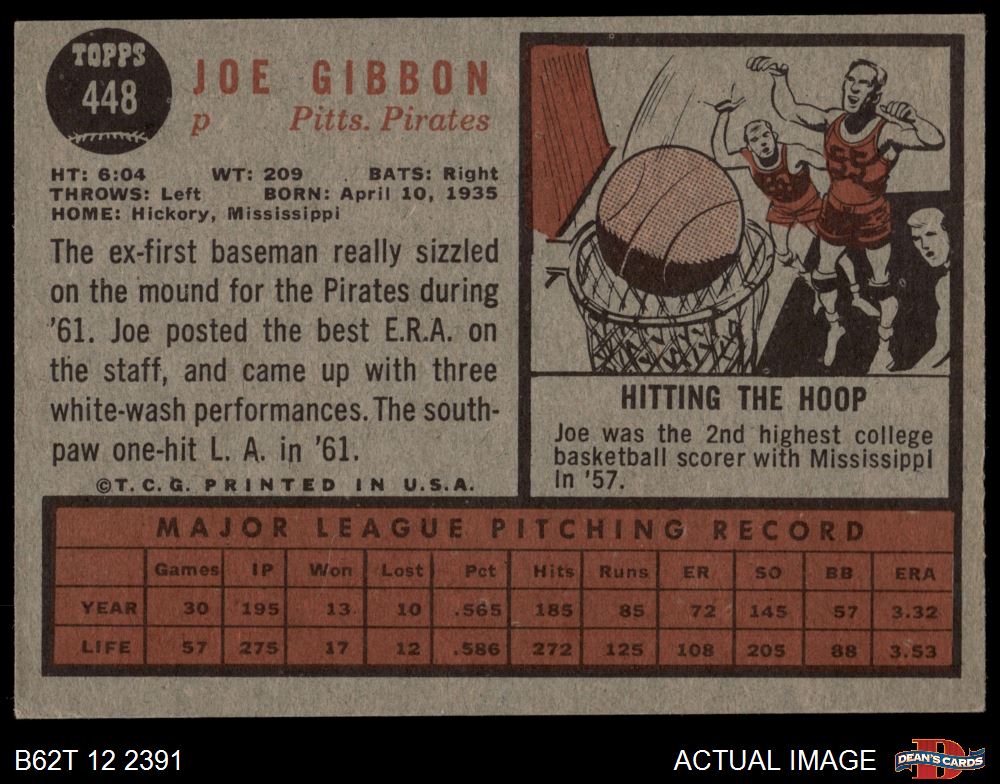 TOPPS
448
JOE GIBBON
p Pitts. Pirates
HT: 6:04 WT: 209 BATS: Right
THROWS: Left BORN: April 10, 1935
HOME: Hickory, Mississippi
The ex-first baseman really sizzled
on the mound for the Pirates during
'61. Joe posted the best E.R.A. on
the staff, and came up with three
white-wash performances. The south-
paw one-hit L. A. in '61.
©T.C.G. PRINTED IN U.S.A.
55
HITTING THE HOOP
Joe was the 2nd highest college
basketball scorer with Mississippi
in '57.
MAJOR LEAGUE PITCHING RECORD
Games IP Won Lost Pct Hits Runs ER SO BB ERA
YEAR 30 195 13 10 .565 185 85 72 145 57 3.32
LIFE 57 275 17 12 .586 272 125 108 205 88 3.53
B62T 12 2391 ACTUAL IMAGE DEAN'S CARDS